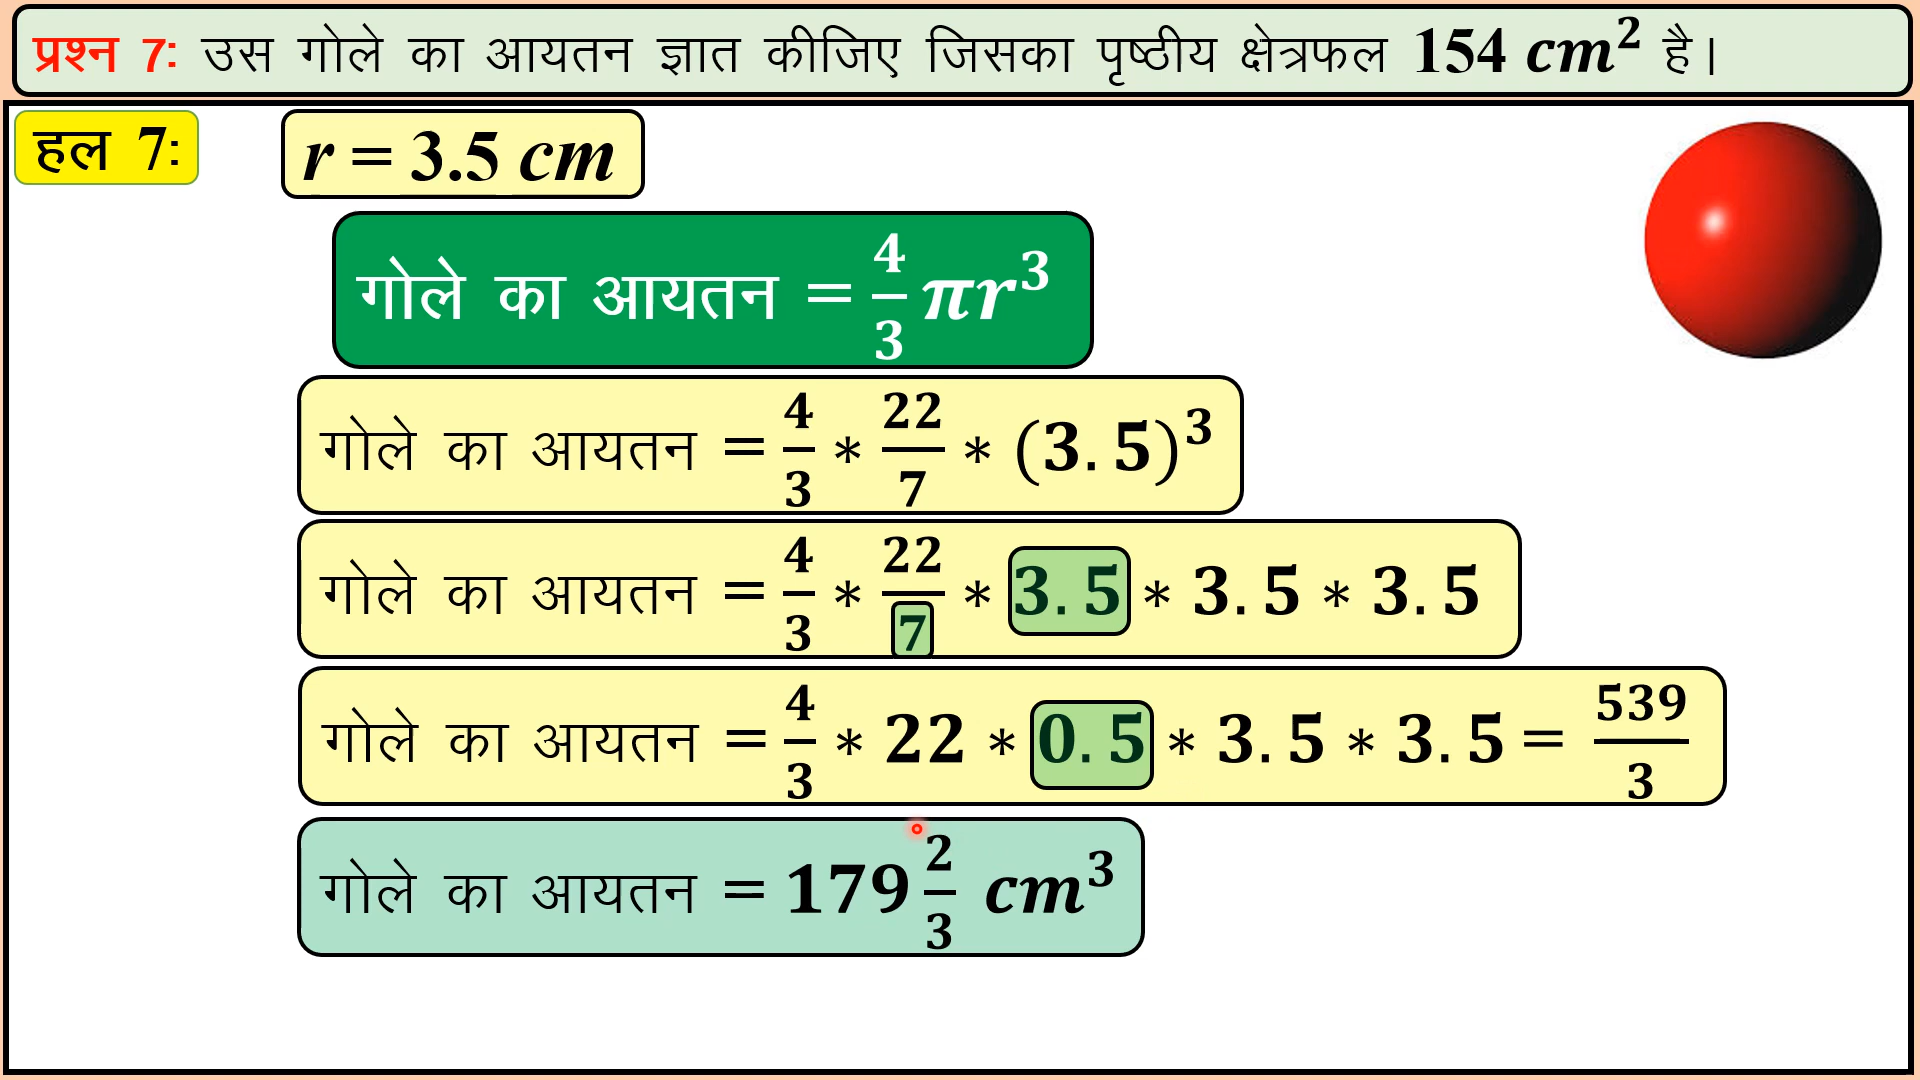 प्रश्न 7: उस गोले का आयतन ज्ञात कीजिए जिसका पृष्ठीय क्षेत्रफल 154 cm² है।
हल 7:
r = 3.5 cm
गोले का आयतन = 4/3 πr³
गोले का आयतन = 4/3 * 22/7 * (3.5)³
गोले का आयतन = 4/3 * 22/7 * 3.5 * 3.5 * 3.5
गोले का आयतन = 4/3 * 22 * 0.5 * 3.5 * 3.5 = 539/3
गोले का आयतन = 179 2/3 cm³